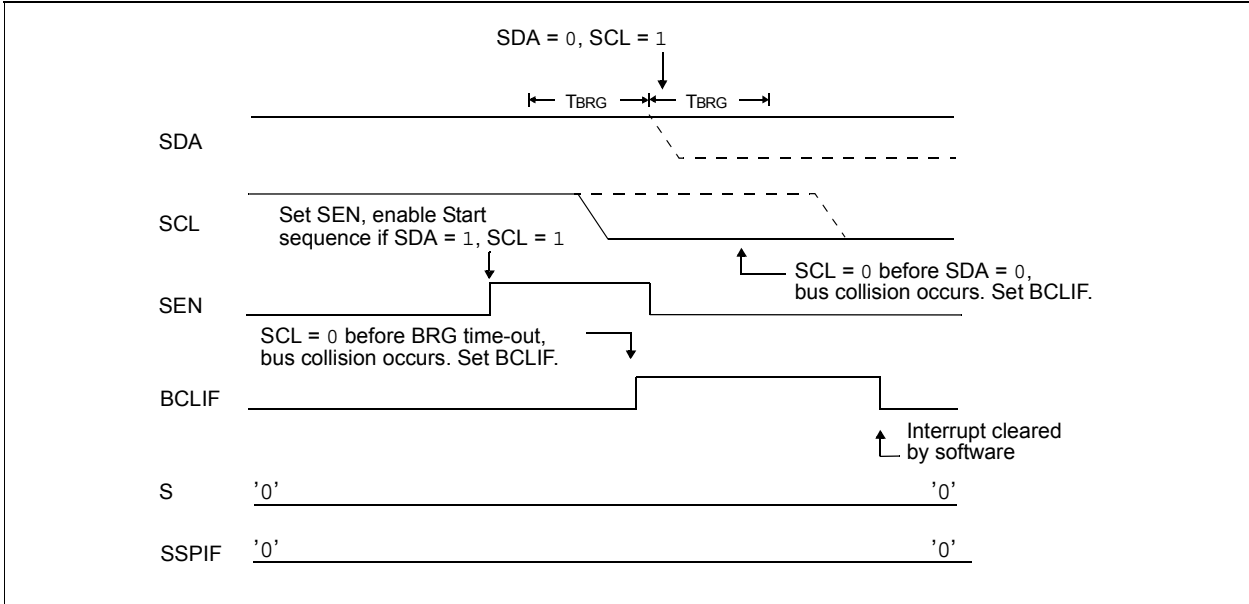 SDA = 0, SCL = 1
TBRG TBRG
SDA
SCL
Set SEN, enable Start
sequence if SDA = 1, SCL = 1
SCL = 0 before SDA = 0,
bus collision occurs. Set BCLIF.
SEN
SCL = 0 before BRG time-out,
bus collision occurs. Set BCLIF.
BCLIF
Interrupt cleared
by software
S '0' '0'
SSPIF '0' '0'